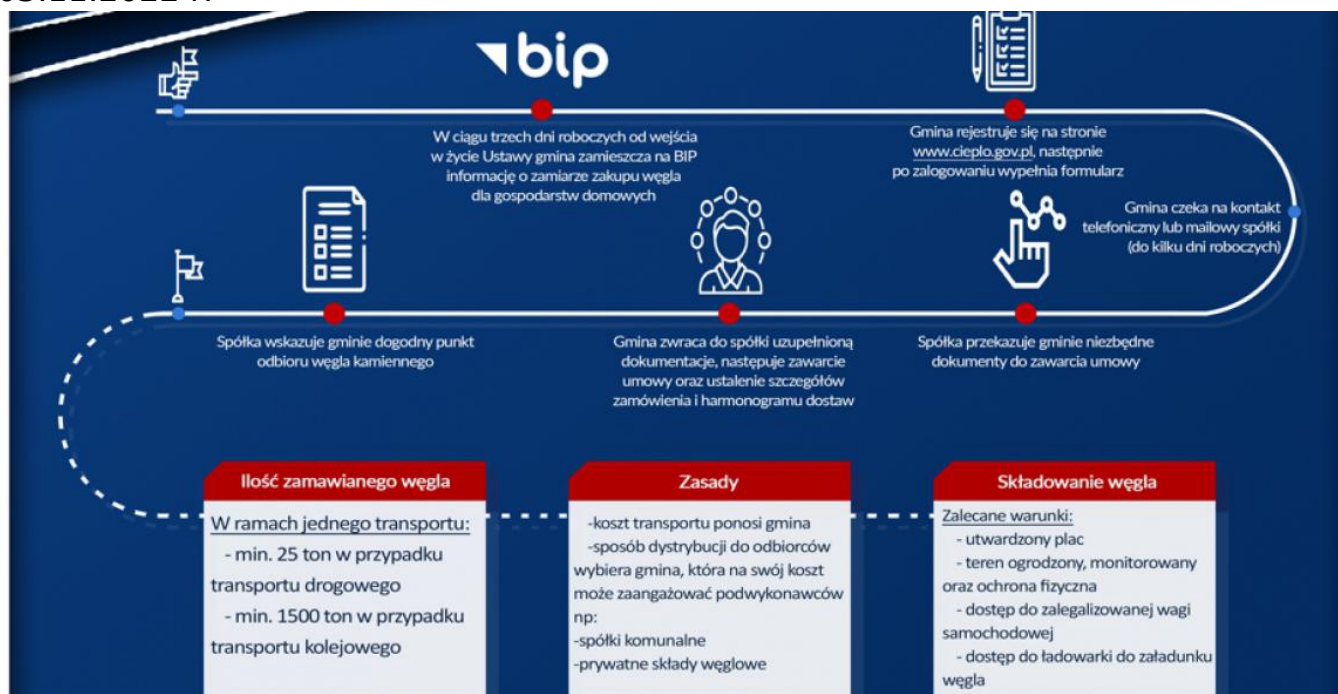 bip
W ciągu trzech dni roboczych od wejścia
w życie Ustawy gmina zamieszcza na BIP
informację o zamiarze zakupu węgla
dla gospodarstw domowych
Gmina rejestruje się na stronie
www.cieplo.gov.pl, następnie
po zalogowaniu wypełnia formularz
Gmina czeka na kontakt
telefoniczny lub mailowy spółki
(do kilku dni roboczych)
Spółka przekazuje gminie niezbędne
dokumenty do zawarcia umowy
Gmina zwraca do spółki uzupełnioną
dokumentacje, następuje zawarcie
umowy oraz ustalenie szczegółów
zamówienia i harmonogramu dostaw
Spółka wskazuje gminie dogodny punkt
odbioru węgla kamiennego
Ilość zamawianego węgla
W ramach jednego transportu:
- min. 25 ton w przypadku
transportu drogowego
- min. 1500 ton w przypadku
transportu kolejowego
Zasady
-koszt transportu ponosi gmina
-sposób dystrybucji do odbiorców
wybiera gmina, która na swój koszt
może zaangażować podwykonawców
np:
-spółki komunalne
-prywatne składy węglowe
Składowanie węgla
Zalecane warunki:
- utwardzony plac
- teren ogrodzony, monitorowany
oraz ochrona fizyczna
- dostęp do zalegalizowanej wagi
samochodowej
- dostęp do ładowarki do załadunku
węgla